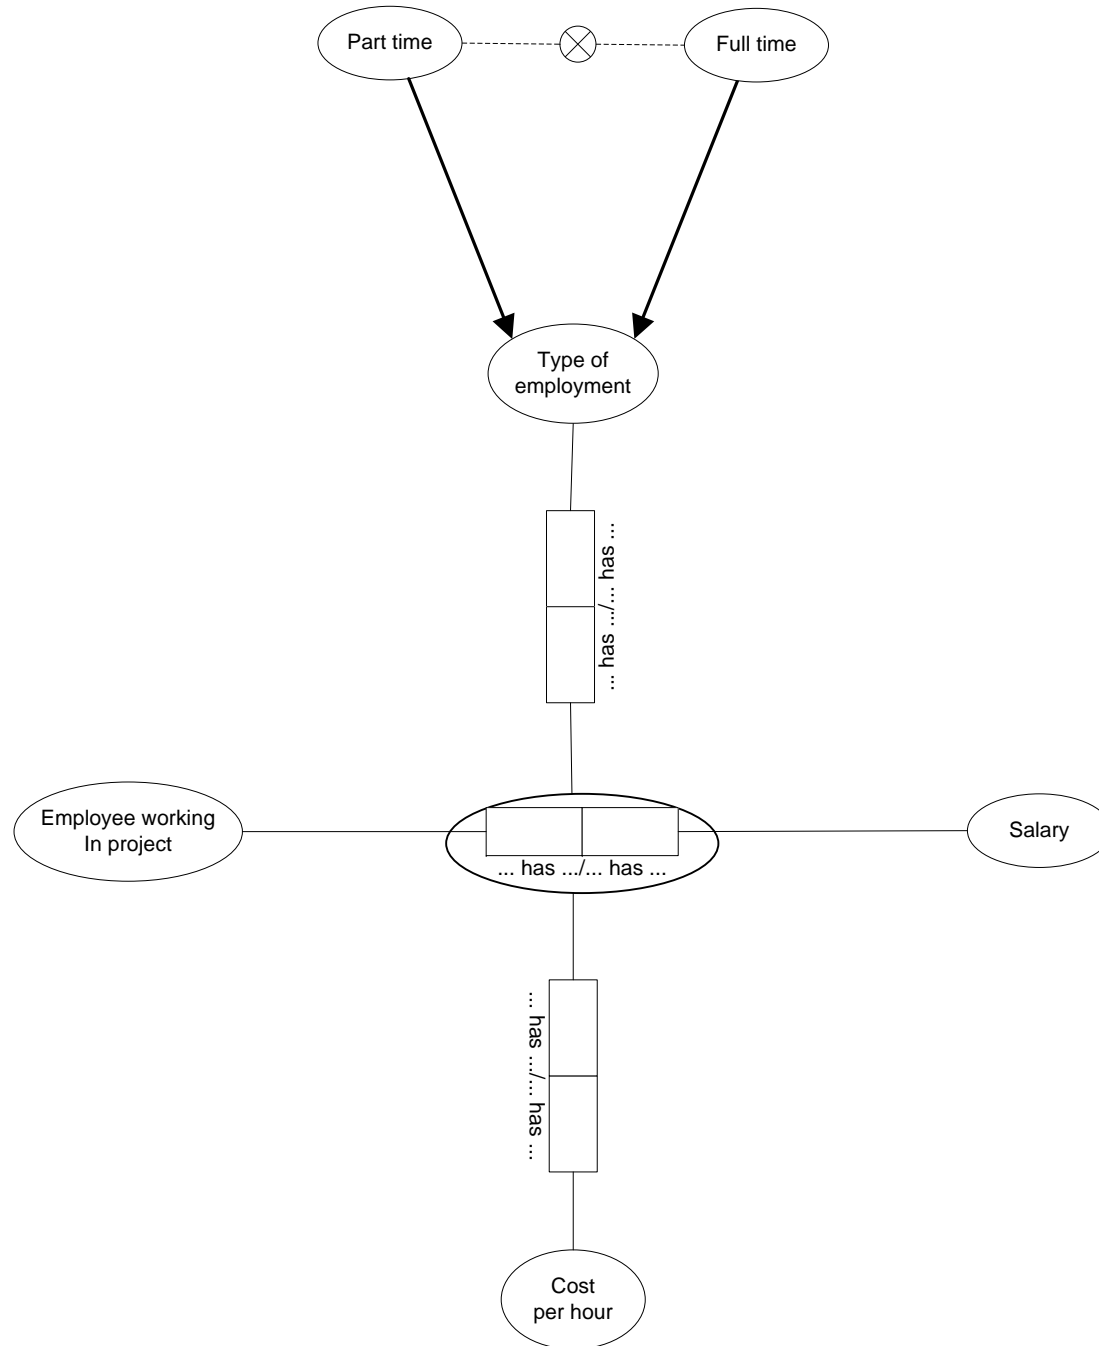 Part time
Full time
Type of
employment
... has .../... has ...
Employee working
In project
... has .../... has ...
Salary
... has .../... has ...
Cost
per hour